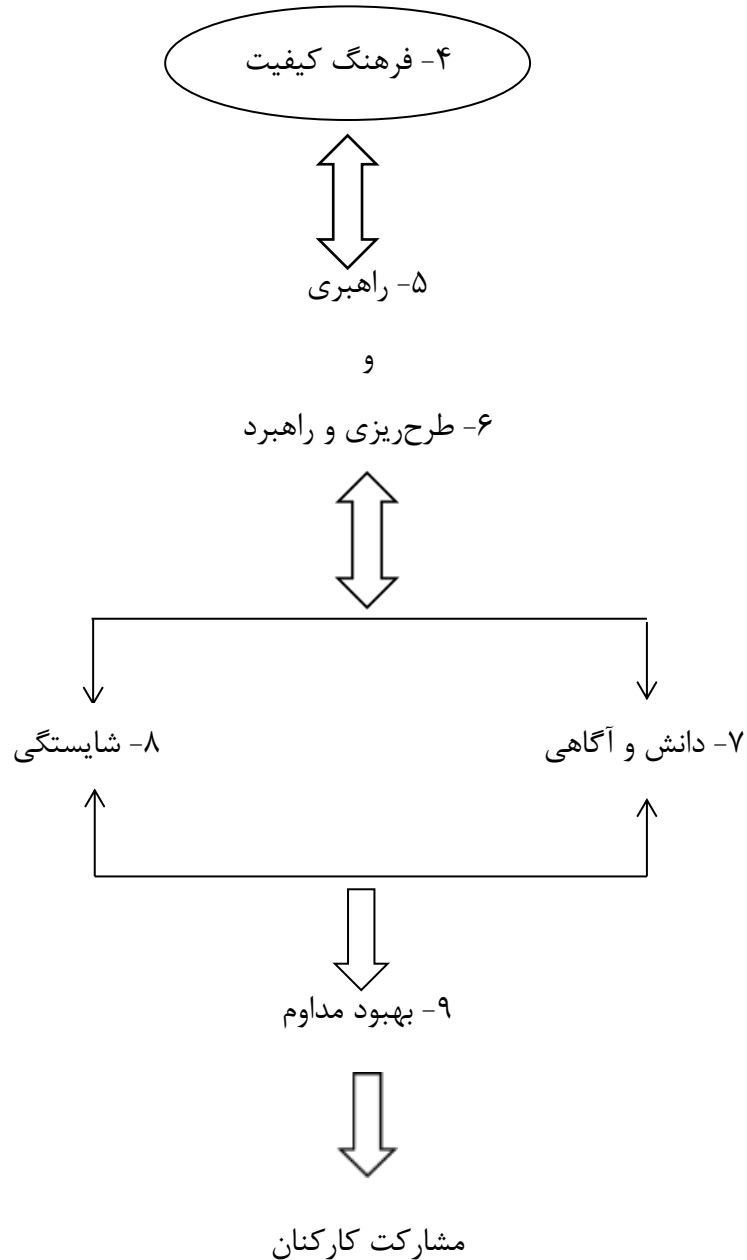 ۴- فرهنگ کیفیت
۵- راهبری
و
۶- طرح‌ریزی و راهبرد
۷- دانش و آگاهی
۸- شایستگی
۹- بهبود مداوم
مشارکت کارکنان